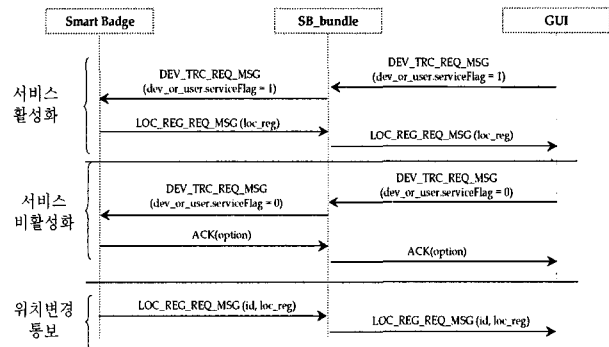 Smart Badge
SB_bundle
GUI
서비스
활성화
DEV_TRC_REQ_MSG
(dev_or_user.serviceFlag = 1)
DEV_TRC_REQ_MSG
(dev_or_user.serviceFlag = 1)
LOC_REG_REQ_MSG (loc_reg)
LOC_REG_REQ_MSG (loc_reg)
서비스
비활성화
DEV_TRC_REQ_MSG
(dev_or_user.serviceFlag = 0)
DEV_TRC_REQ_MSG
(dev_or_user.serviceFlag = 0)
ACK(option)
ACK(option)
위치변경
통보
LOC_REG_REQ_MSG (id, loc_reg)
LOC_REG_REQ_MSG (id, loc_reg)